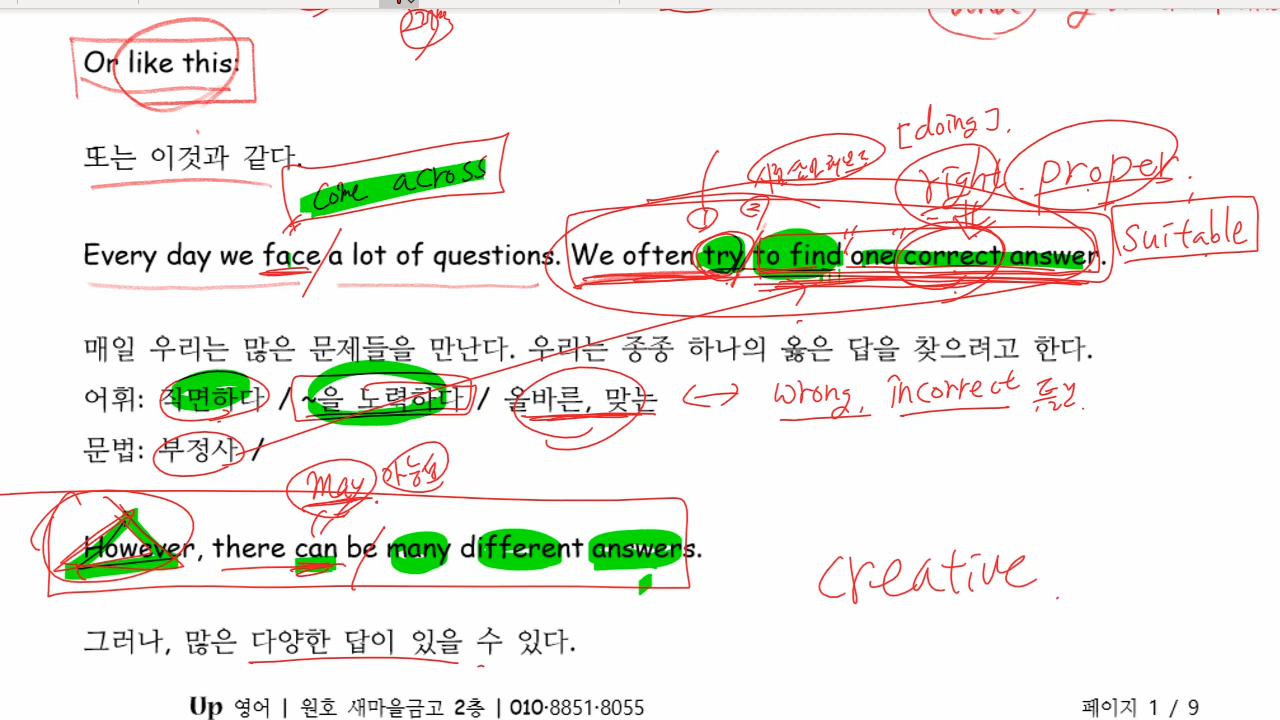 Or like this:
또는 이것과 같다.
[doing].
come across
right
proper
suitable
① ②
Every day we face a lot of questions. We often try to find one correct answer.
매일 우리는 많은 문제들을 만난다. 우리는 종종 하나의 옳은 답을 찾으려고 한다.
어휘: 직면하다 / ~을 도력하다 / 올바른, 맞는 ↔ wrong, incorrect
문법: 부정사 /
May 가능성
However, there can be many different answers.
creative
그러나, 많은 다양한 답이 있을 수 있다.
Up 영어 | 원호 새마을금고 2층 | 010·8851·8055
페이지 1 / 9